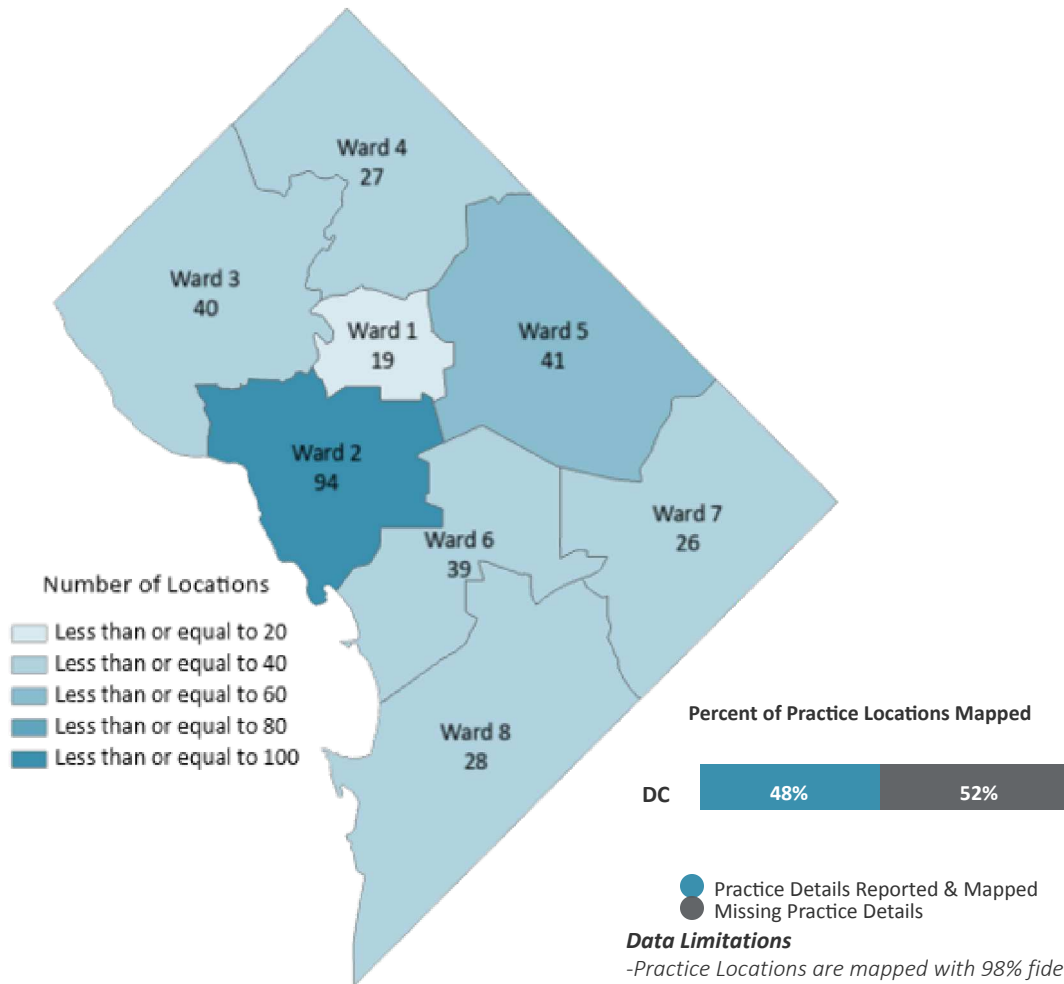 Ward 4
27
Ward 3
40
Ward 1
19
Ward 5
41
Ward 2
94
Ward 7
26
Ward 6
39
Ward 8
28
Number of Locations
Less than or equal to 20
Less than or equal to 40
Less than or equal to 60
Less than or equal to 80
Less than or equal to 100
Percent of Practice Locations Mapped
DC 48% 52%
Practice Details Reported & Mapped
Missing Practice Details
Data Limitations
-Practice Locations are mapped with 98% fide